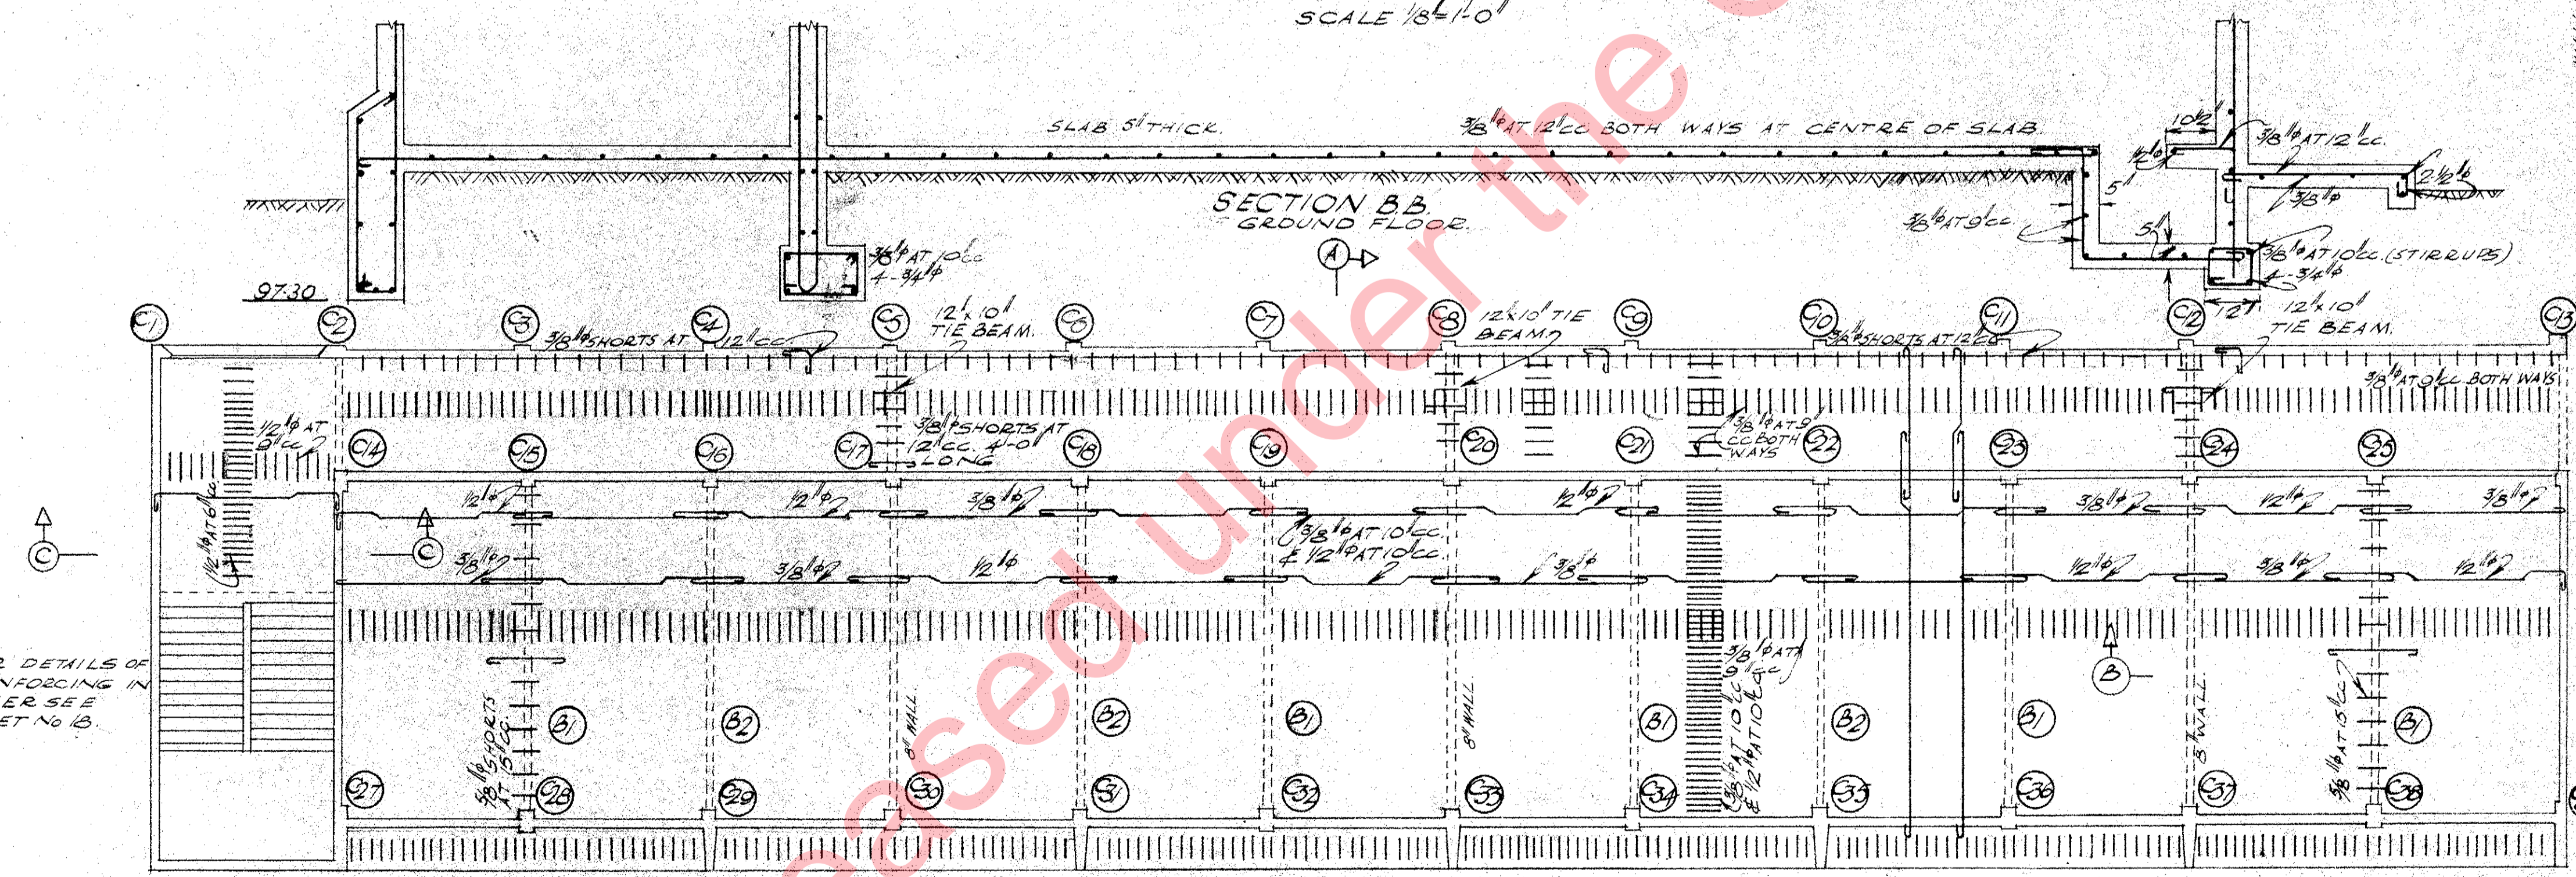 SCALE 1/8"=1'-0"
SLAB 5" THICK.
3/8"φ AT 12"CC BOTH WAYS AT CENTRE OF SLAB.
10 1/2"
3/8"φ AT 12"CC.
1/2"φ
2 1/2"φ
5"
3/8"φ
SECTION B.B.
GROUND FLOOR.
3/8"φ AT 9"CC.
5"
3/8"φ AT 10"CC
4-3/4"φ
A
3/8"φ AT 10"CC. (STIRRUPS)
4-3/4"φ
97.30
12"
C1
C2
C3
C4
C5
C6
C7
C8
C9
C10
C11
C12
C13
12"x10"
TIE BEAM.
12"x10" TIE
BEAM
12"x10"
TIE BEAM.
3/8"φ SHORTS AT 12"CC
3/8"φ SHORTS AT 12"CC
3/8"φ AT 9"CC BOTH WAYS
1/2"φ AT
9"CC
3/8"φ SHORTS AT
12"CC. 4'-0"
LONG
3/8"φ AT 9"
CC BOTH
WAYS
C14
C15
C16
C17
C18
C19
C20
C21
C22
C23
C24
C25
1/2"φ
1/2"φ
3/8"φ
1/2"φ
3/8"φ
1/2"φ
3/8"φ
1/2"φ AT 6"CC
C
C
3/8"φ AT 10"CC.
& 1/2"φ AT 10"CC.
3/8"φ
3/8"φ
1/2"φ
3/8"φ
1/2"φ
3/8"φ
1/2"φ
DETAILS OF
IN
SEE
No 18.
3/8"φ AT
9"CC
3/8"φ AT 10"CC
& 1/2"φ AT 10"CC
B
5/8"φ SHORTS
AT 15"CC.
8" WALL.
8" WALL.
8" WALL.
5/8"φ AT 15"CC
B1
B2
B2
B1
B1
B2
B1
B1
C27
C28
C29
C30
C31
C32
C33
C34
C35
C36
C37
C38
ased under the